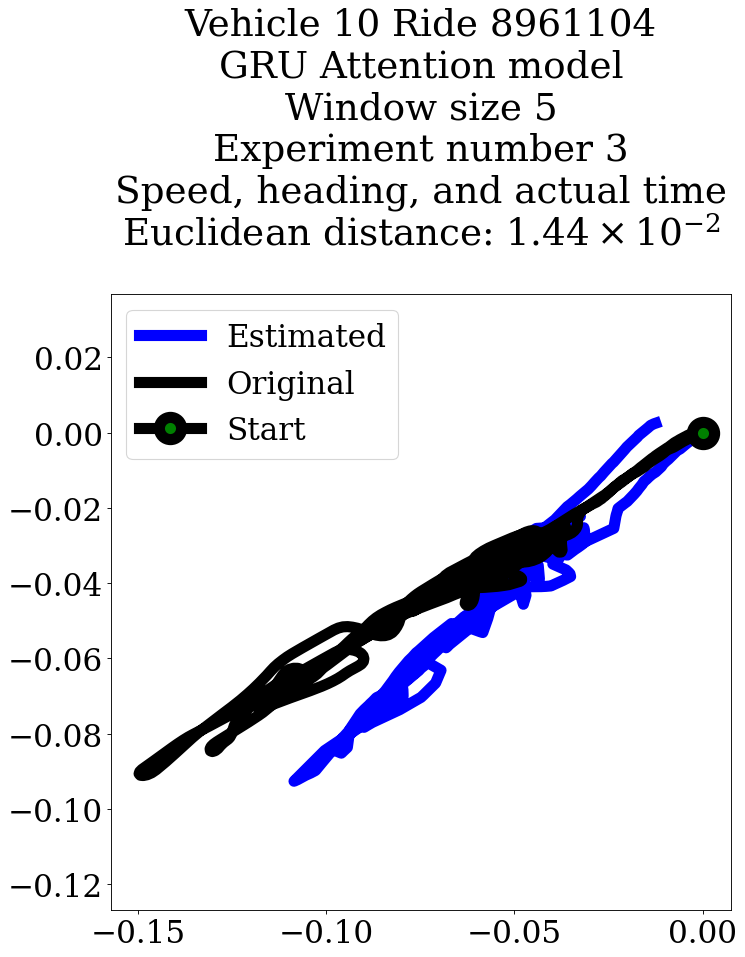 Vehicle 10 Ride 8961104
GRU Attention model
Window size 5
Experiment number 3
Speed, heading, and actual time
Euclidean distance: 1.44 × 10⁻²
Estimated
Original
Start
0.02
0.00
−0.02
−0.04
−0.06
−0.08
−0.10
−0.12
−0.15
−0.10
−0.05
0.00